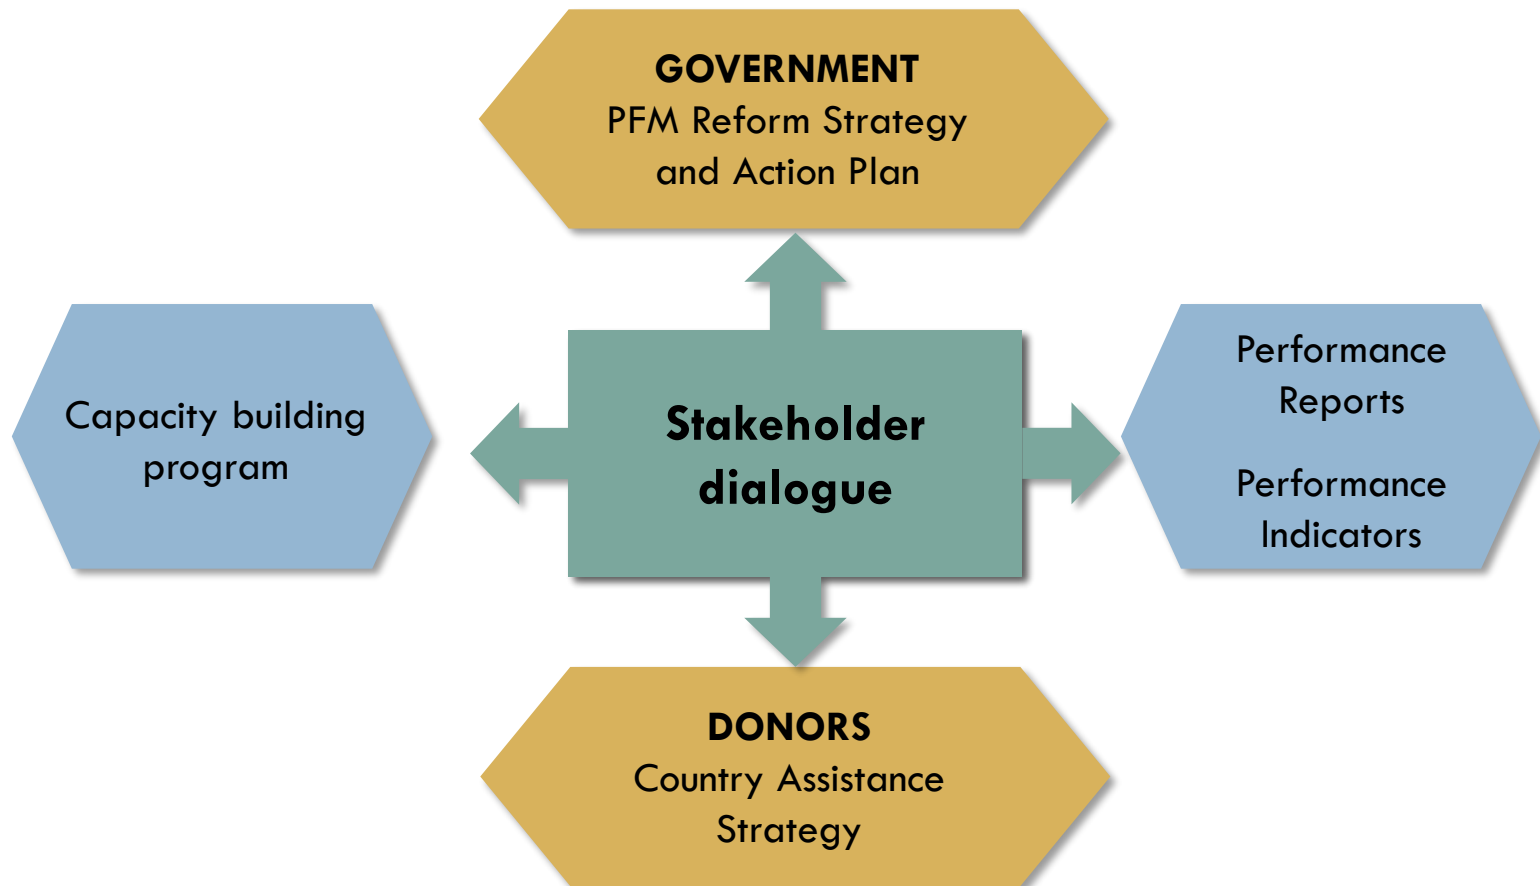 GOVERNMENT
PFM Reform Strategy
and Action Plan
Capacity building
program
Stakeholder
dialogue
Performance
Reports
Performance
Indicators
DONORS
Country Assistance
Strategy